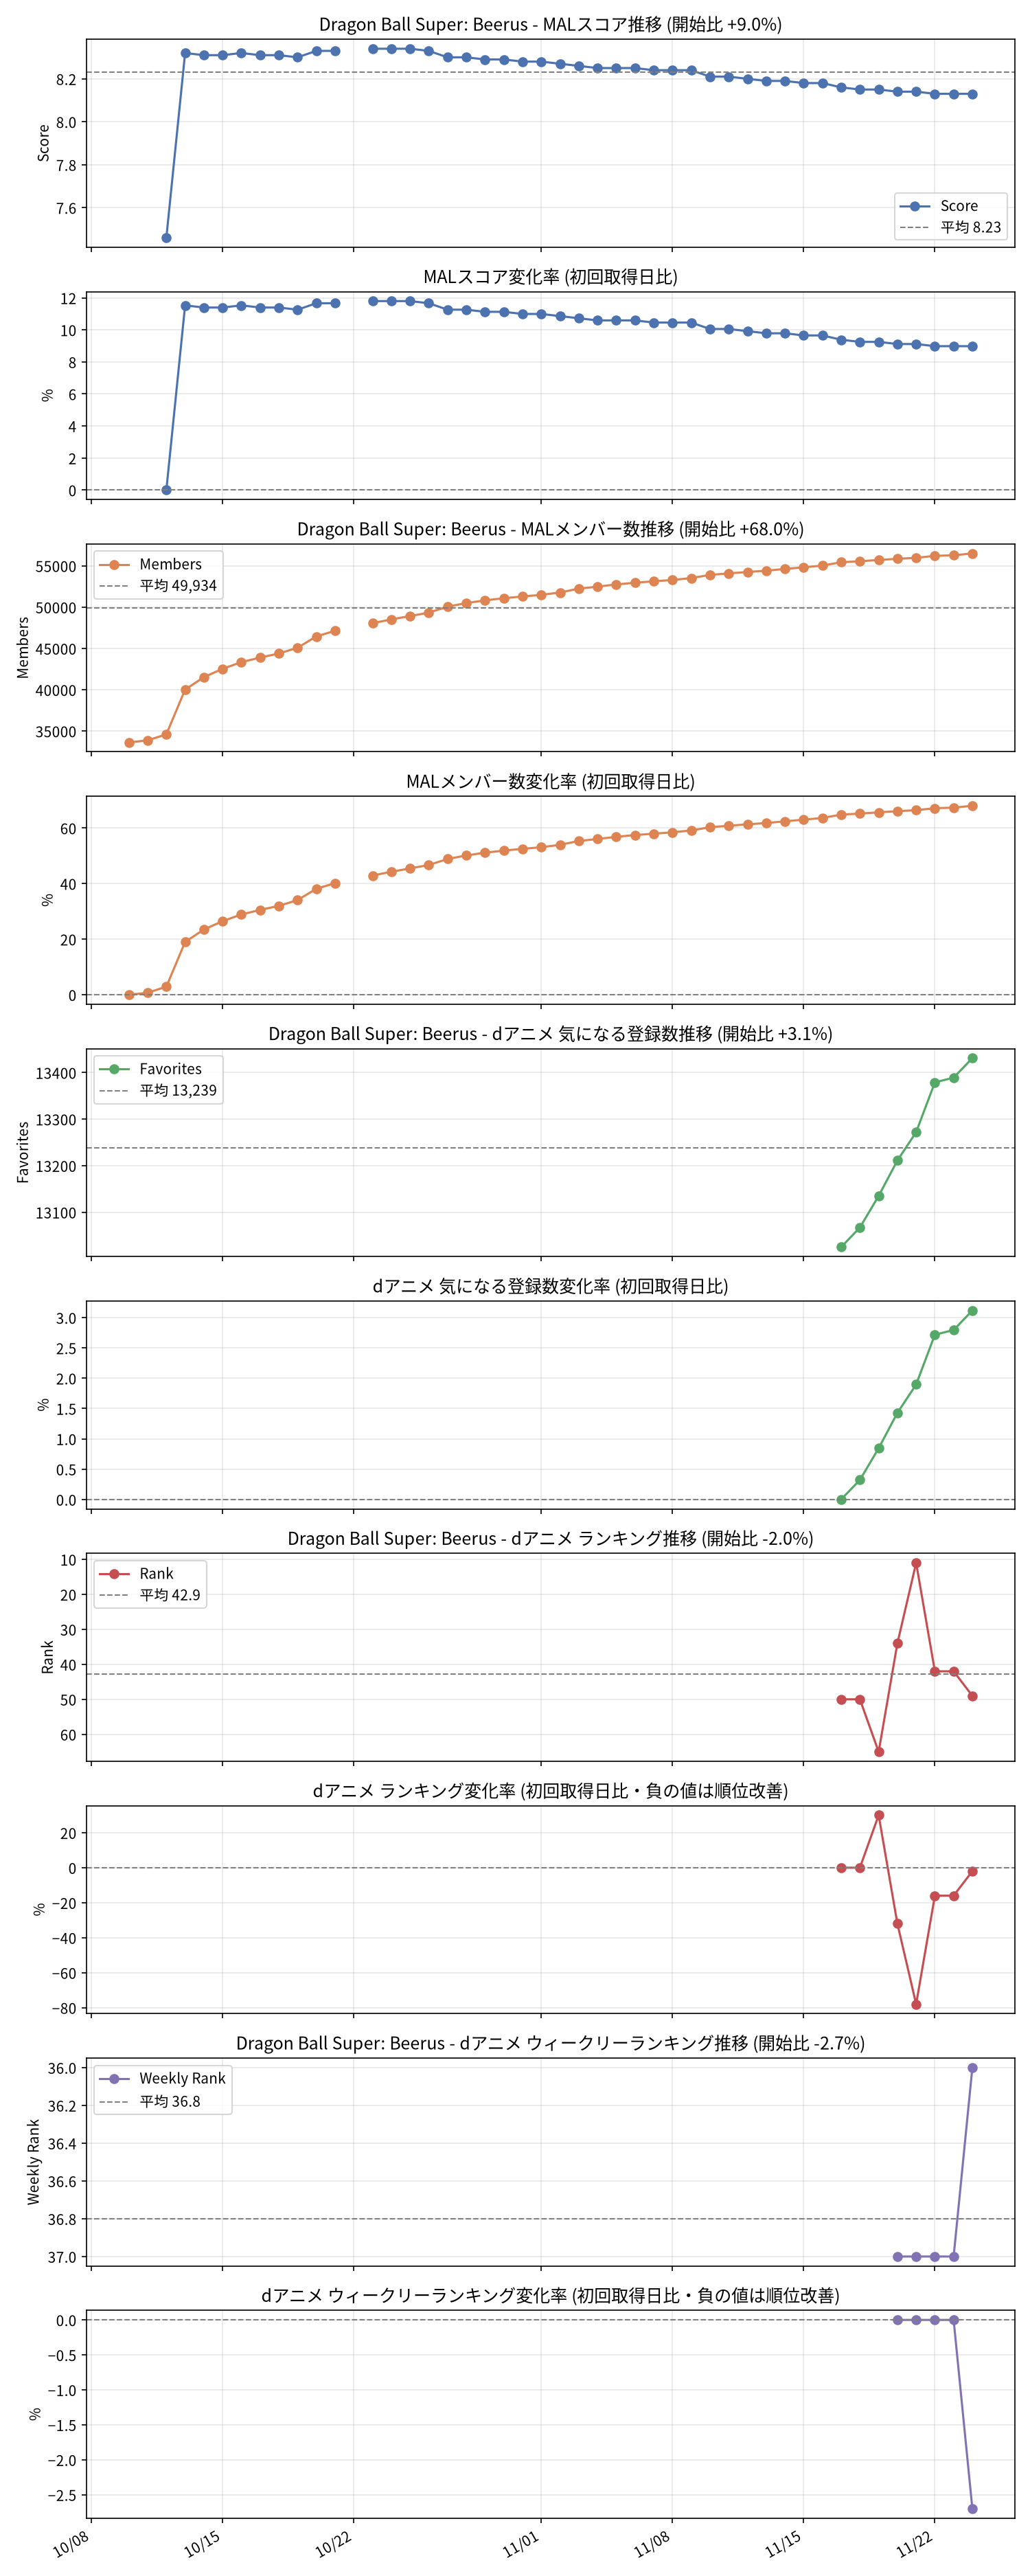 Dragon Ball Super: Beerus - MALスコア推移 (開始比 +9.0%)
8.2
8.0
7.8
7.6
Score
Score
平均 8.23
MALスコア変化率 (初回取得日比)
12
10
8
6
4
2
0
%
Dragon Ball Super: Beerus - MALメンバー数推移 (開始比 +68.0%)
55000
50000
45000
40000
35000
Members
Members
平均 49,934
MALメンバー数変化率 (初回取得日比)
60
40
20
0
%
Dragon Ball Super: Beerus - dアニメ 気になる登録数推移 (開始比 +3.1%)
13400
13300
13200
13100
Favorites
Favorites
平均 13,239
dアニメ 気になる登録数変化率 (初回取得日比)
3.0
2.5
2.0
1.5
1.0
0.5
0.0
%
Dragon Ball Super: Beerus - dアニメ ランキング推移 (開始比 -2.0%)
10
20
30
40
50
60
Rank
Rank
平均 42.9
dアニメ ランキング変化率 (初回取得日比・負の値は順位改善)
20
0
−20
−40
−60
−80
%
Dragon Ball Super: Beerus - dアニメ ウィークリーランキング推移 (開始比 -2.7%)
36.0
36.2
36.4
36.6
36.8
37.0
Weekly Rank
Weekly Rank
平均 36.8
dアニメ ウィークリーランキング変化率 (初回取得日比・負の値は順位改善)
0.0
−0.5
−1.0
−1.5
−2.0
−2.5
%
10/08
10/15
10/22
11/01
11/08
11/15
11/22